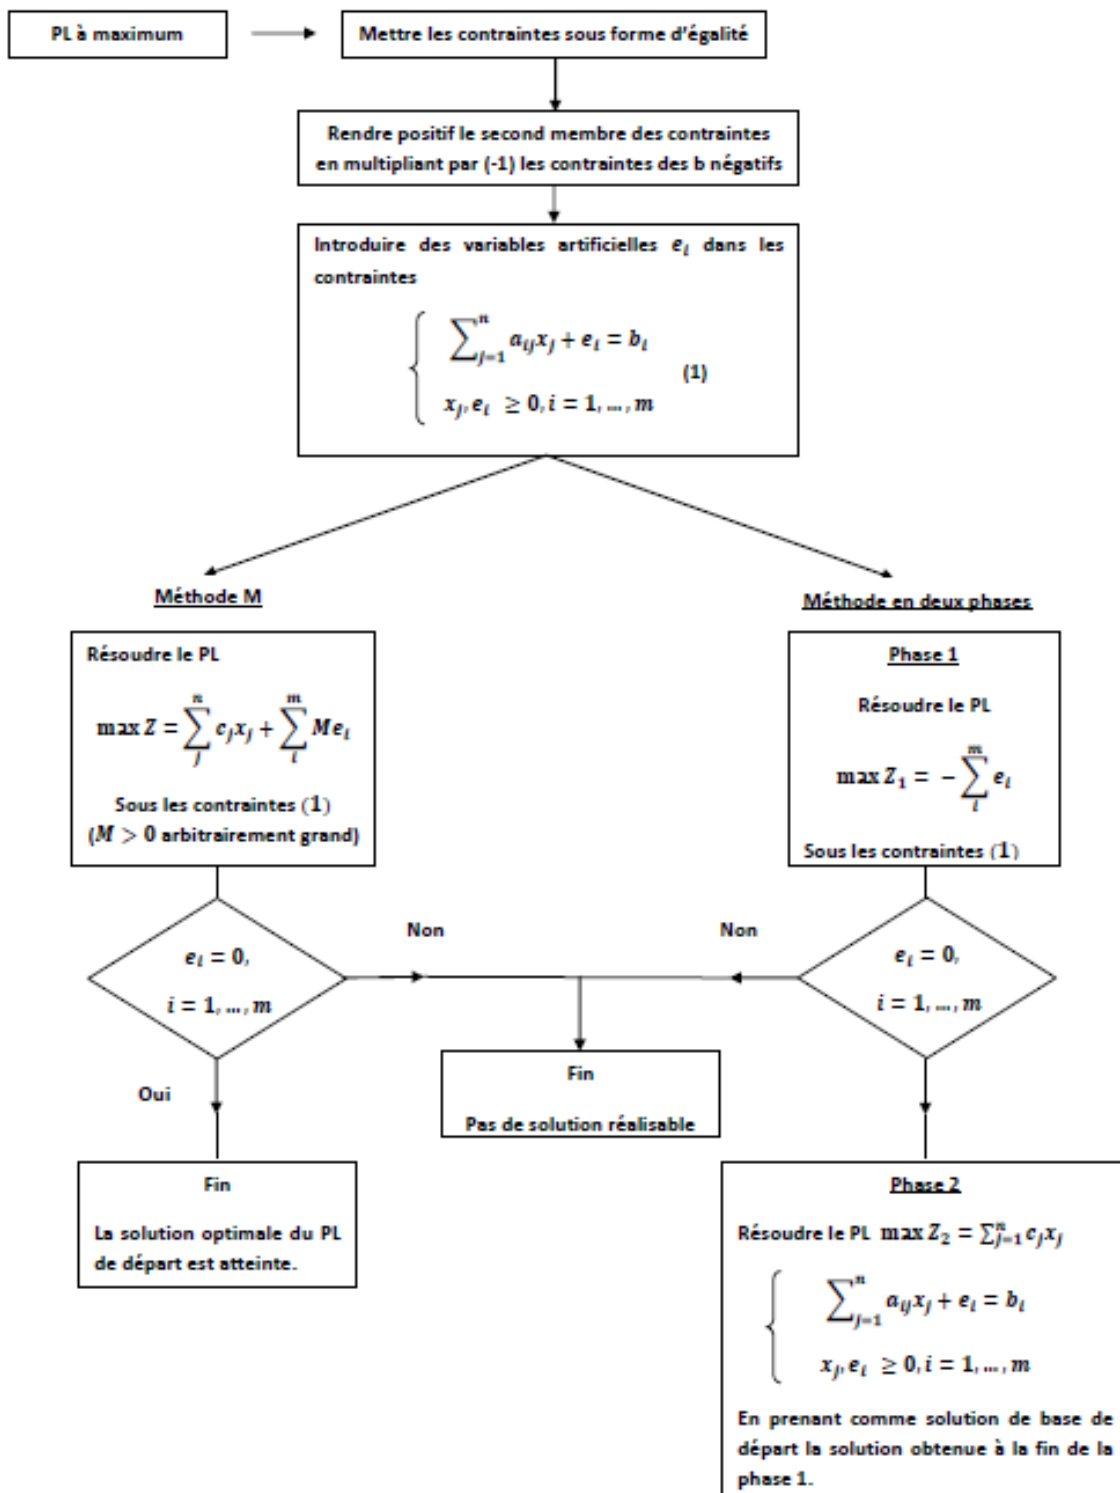 PL à maximum
Mettre les contraintes sous forme d'égalité
Rendre positif le second membre des contraintes
en multipliant par (-1) les contraintes des b négatifs
Introduire des variables artificielles e_i dans les
contraintes
∑_{j=1}^{n} a_{ij}x_j + e_i = b_i
(1)
x_j, e_i ≥ 0, i = 1, ..., m
Méthode M
Méthode en deux phases
Résoudre le PL
max Z = ∑_{j}^{n} c_j x_j + ∑_{i}^{m} Me_i
Sous les contraintes (1)
(M > 0 arbitrairement grand)
Phase 1
Résoudre le PL
max Z_1 = − ∑_{i}^{m} e_i
Sous les contraintes (1)
e_i = 0,
i = 1, ..., m
Non
Non
e_i = 0,
i = 1, ..., m
Oui
Fin
Pas de solution réalisable
Fin
La solution optimale du PL
de départ est atteinte.
Phase 2
Résoudre le PL max Z_2 = ∑_{j=1}^{n} c_j x_j
∑_{j=1}^{n} a_{ij}x_j + e_i = b_i
x_j, e_i ≥ 0, i = 1, ..., m
En prenant comme solution de base de
départ la solution obtenue à la fin de la
phase 1.